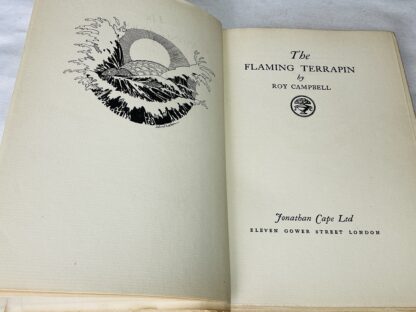 The
FLAMING TERRAPIN
by
ROY CAMPBELL
Jonathan Cape Ltd
ELEVEN GOWER STREET LONDON